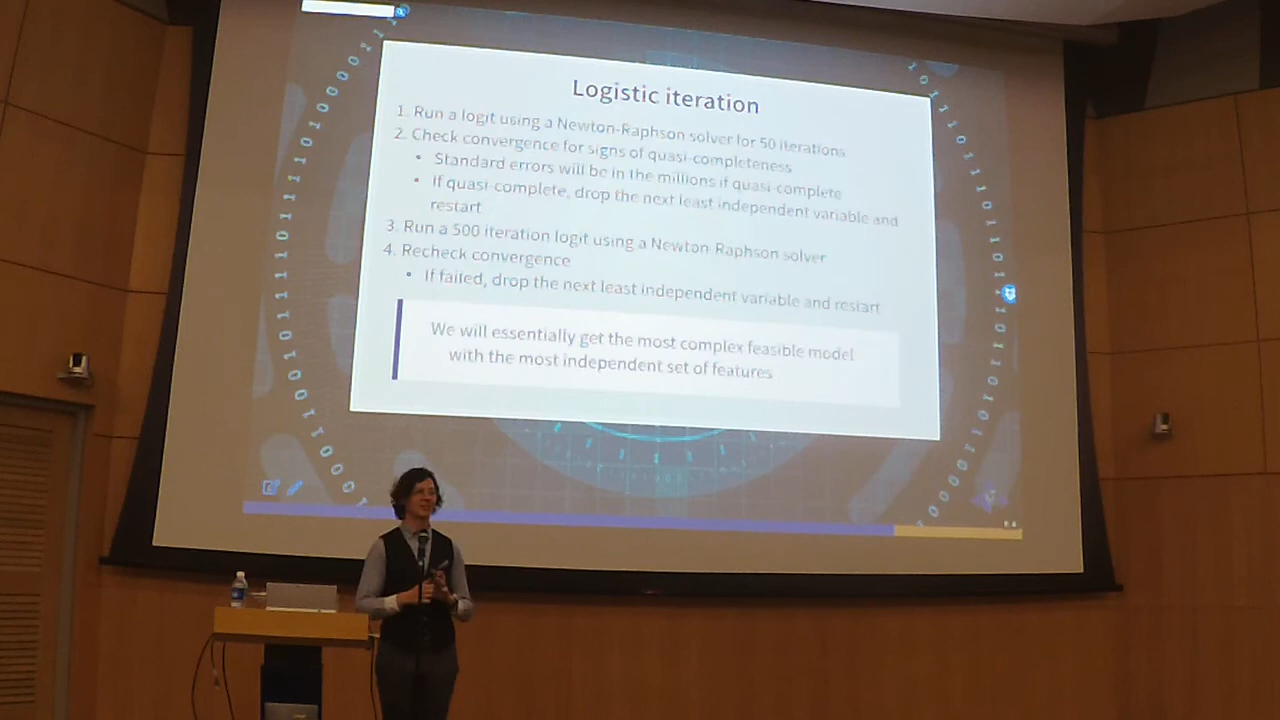 Logistic iteration
1. Run a logit using a Newton-Raphson solver for 50 iterations
2. Check convergence for signs of quasi-completeness
• Standard errors will be in the millions if quasi-complete
• If quasi-complete, drop the next least independent variable and
restart
3. Run a 500 iteration logit using a Newton-Raphson solver
4. Recheck convergence
• If failed, drop the next least independent variable and restart
We will essentially get the most complex feasible model
with the most independent set of features